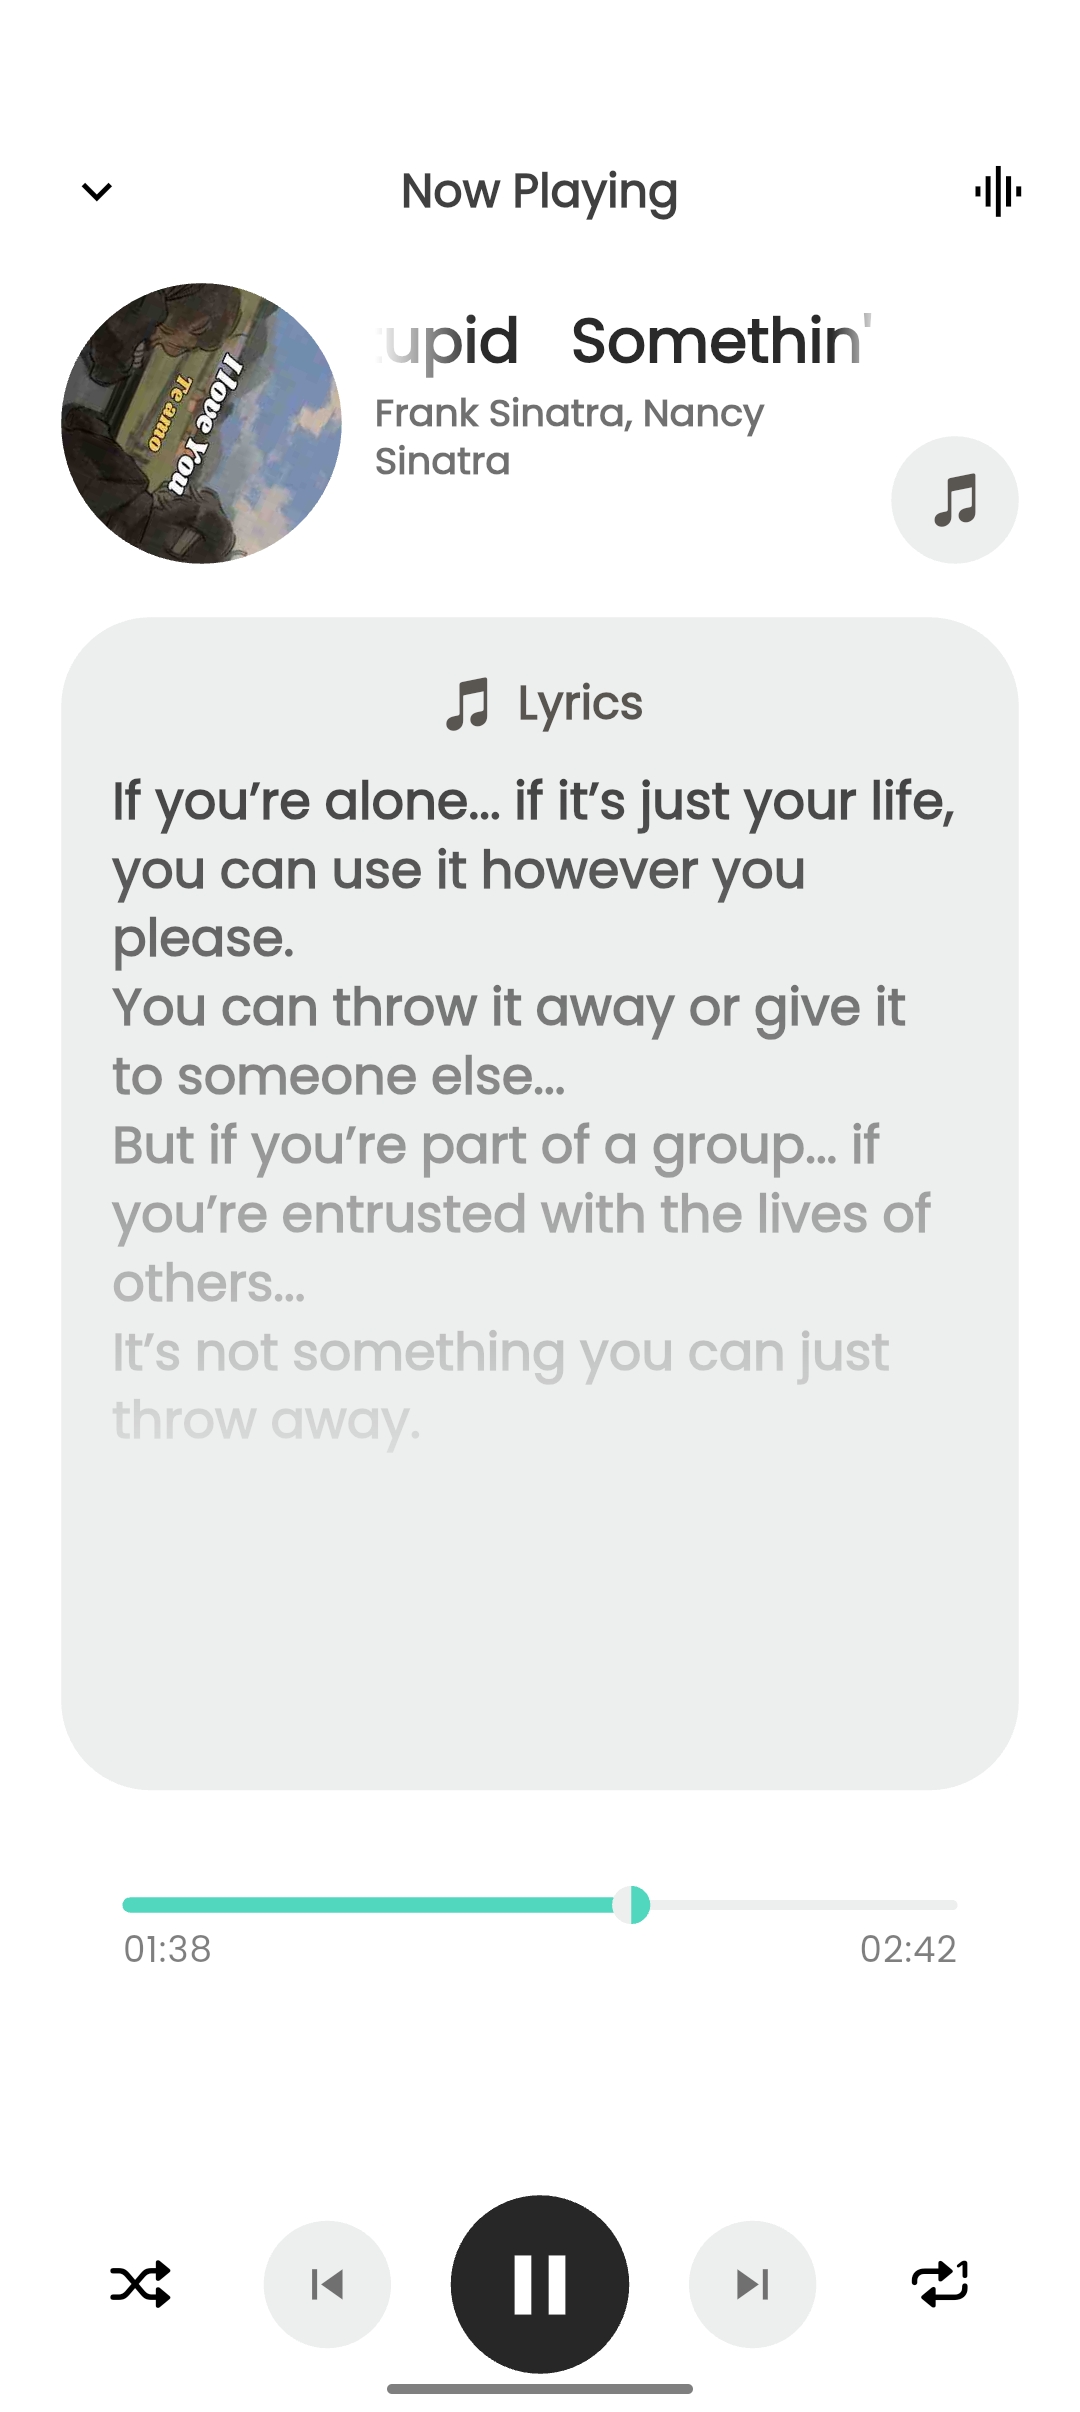 Now Playing
upid Somethin'
Frank Sinatra, Nancy
Sinatra
I love You
Te amo
Lyrics
If you’re alone... if it’s just your life,
you can use it however you
please.
You can throw it away or give it
to someone else...
But if you’re part of a group... if
you’re entrusted with the lives of
others...
It’s not something you can just
throw away.
01:38
02:42
1